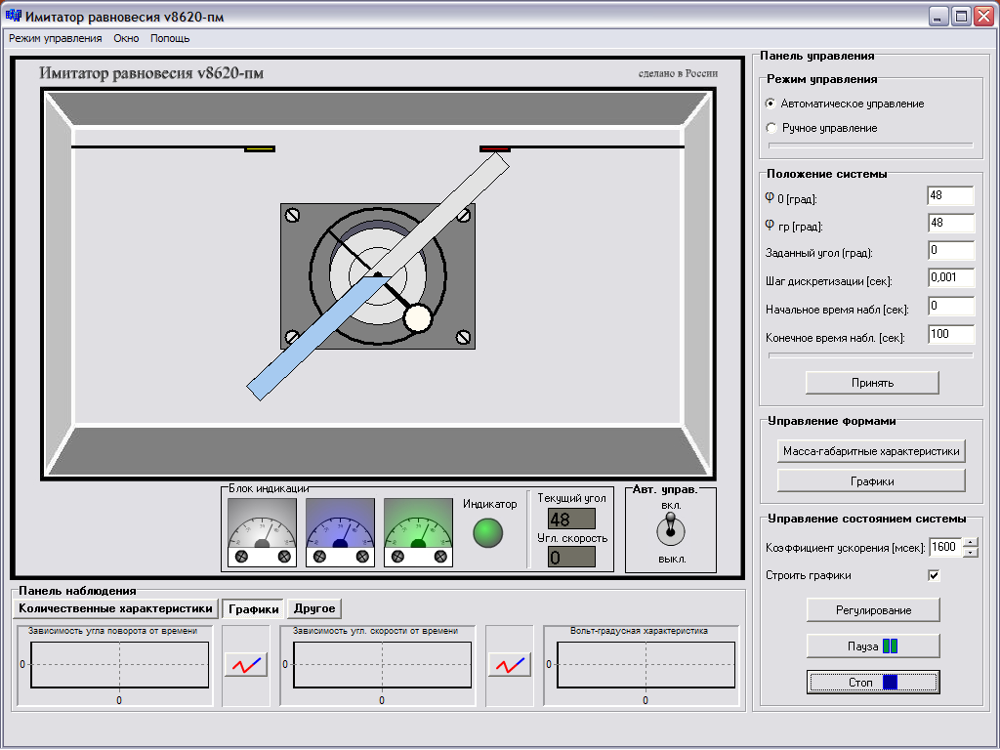 Имитатор равновесия v8620-пм
Режим управления Окно Попощь
Имитатор равновесия v8620-пм
сделано в России
Блок индикации
Индикатор
Текущий угол
48
Угл. скорость
0
Авт. управ.
вкл.
выкл.
Панель наблюдения
Количественные характеристики Графики Другое
Зависимость угла поворота от времени
0
0
Зависимость угл. скорости от времени
0
0
Вольт-градусная характеристика
0
0
Панель управления
Режим управления
Автоматическое управление
Ручное управление
Положение системы
φ 0 [град]: 48
φ гр [град]: 48
Заданный угол [град]: 0
Шаг дискретизации [сек]: 0,001
Начальное время набл [сек]: 0
Конечное время набл. [сек]: 100
Принять
Управление формами
Масса-габаритные характеристики
Графики
Управление состоянием системы
Коэффициент ускорения [мсек]: 1600
Строить графики
Регулирование
Пауза
Стоп